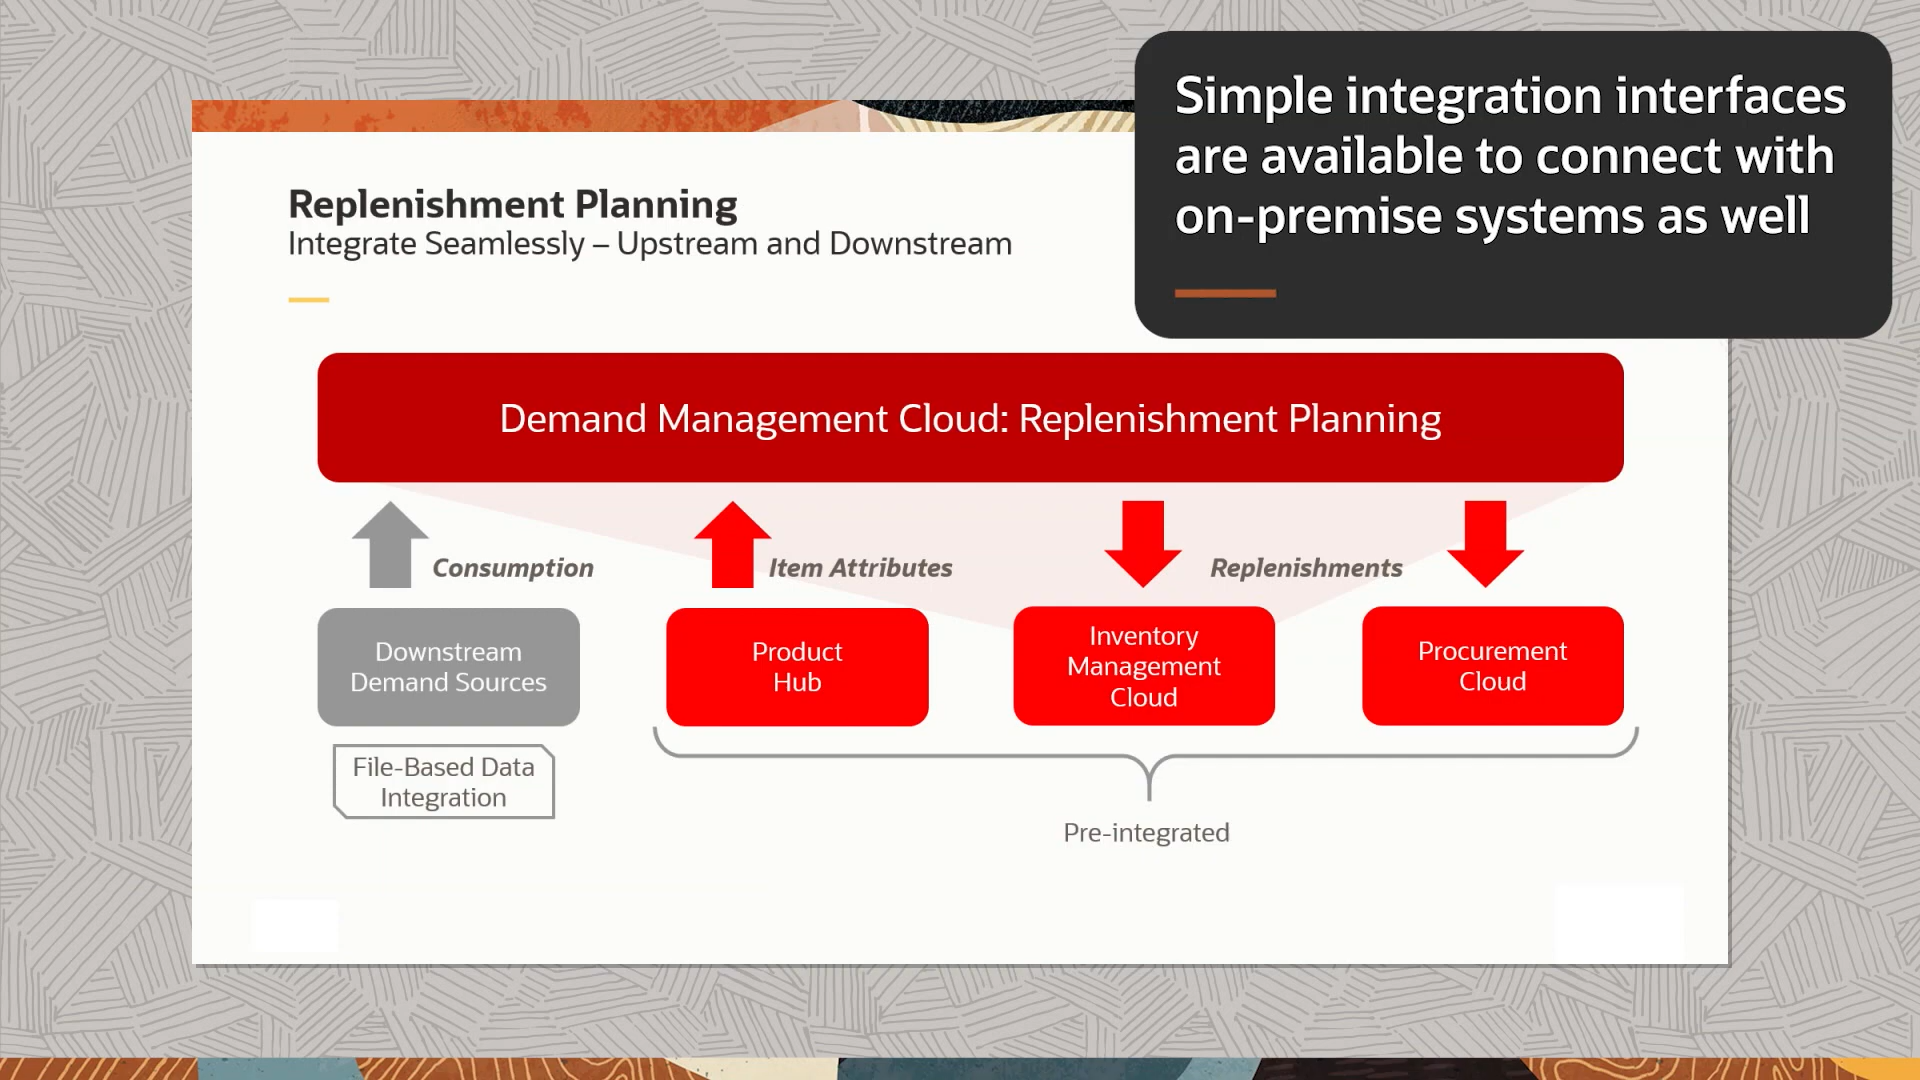 Simple integration interfaces
are available to connect with
on-premise systems as well
Replenishment Planning
Integrate Seamlessly – Upstream and Downstream
Demand Management Cloud: Replenishment Planning
Consumption
Item Attributes
Replenishments
Downstream
Demand Sources
Product
Hub
Inventory
Management
Cloud
Procurement
Cloud
File-Based Data
Integration
Pre-integrated